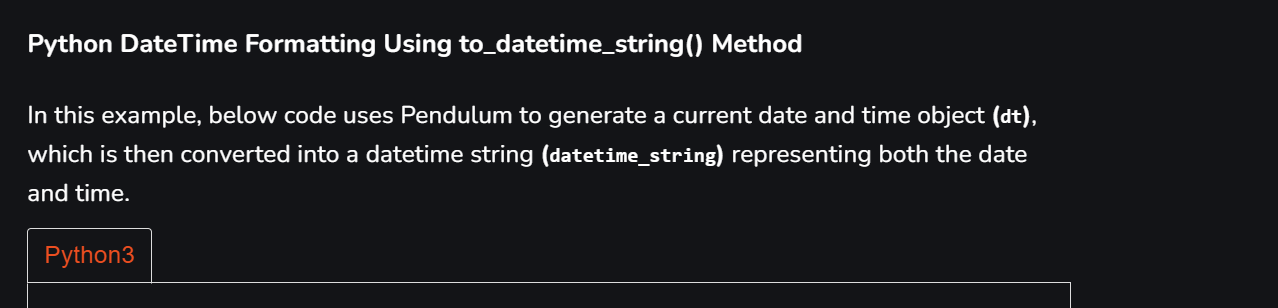 Python DateTime Formatting Using to_datetime_string() Method
In this example, below code uses Pendulum to generate a current date and time object (dt),
which is then converted into a datetime string (datetime_string) representing both the date
and time.
Python3